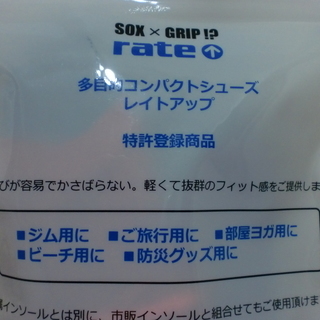 SOX × GRIP !?
rate
多目的コンパクトシューズ
レイトアップ
特許登録商品
びが容易でかさばらない。軽くて抜群のフィット感をご提供しま
■ジム用に ■ご旅行用に ■部屋ヨガ用に
■ビーチ用に ■防災グッズ用に
インソールとは別に、市販インソールと組合せてもご使用頂けま